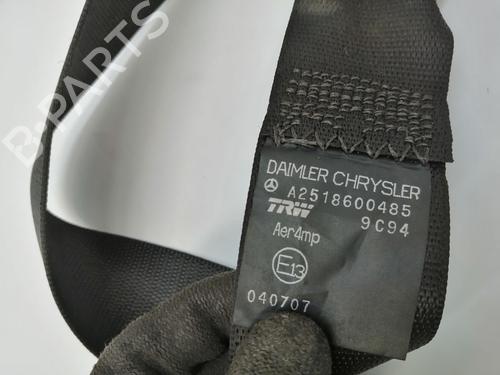 B-PARTS
DAIMLER CHRYSLER
A2518600485
TRW 9C94
Aer4mp
E13
040707